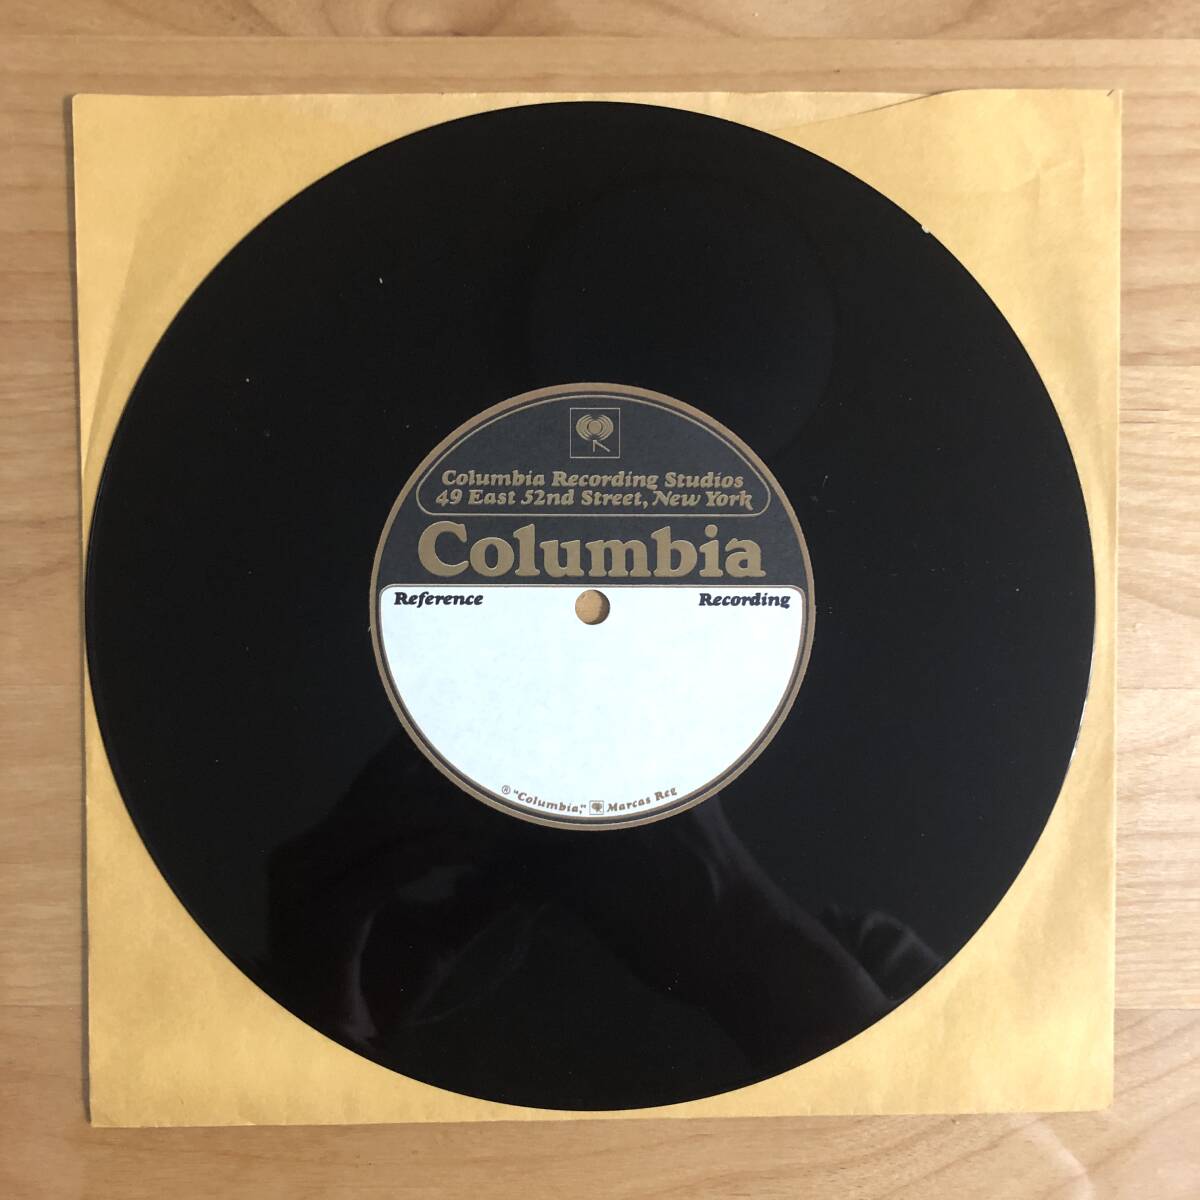 Columbia Recording Studios
49 East 52nd Street, New York
Columbia
Reference Recording
® "Columbia," Marcas Reg